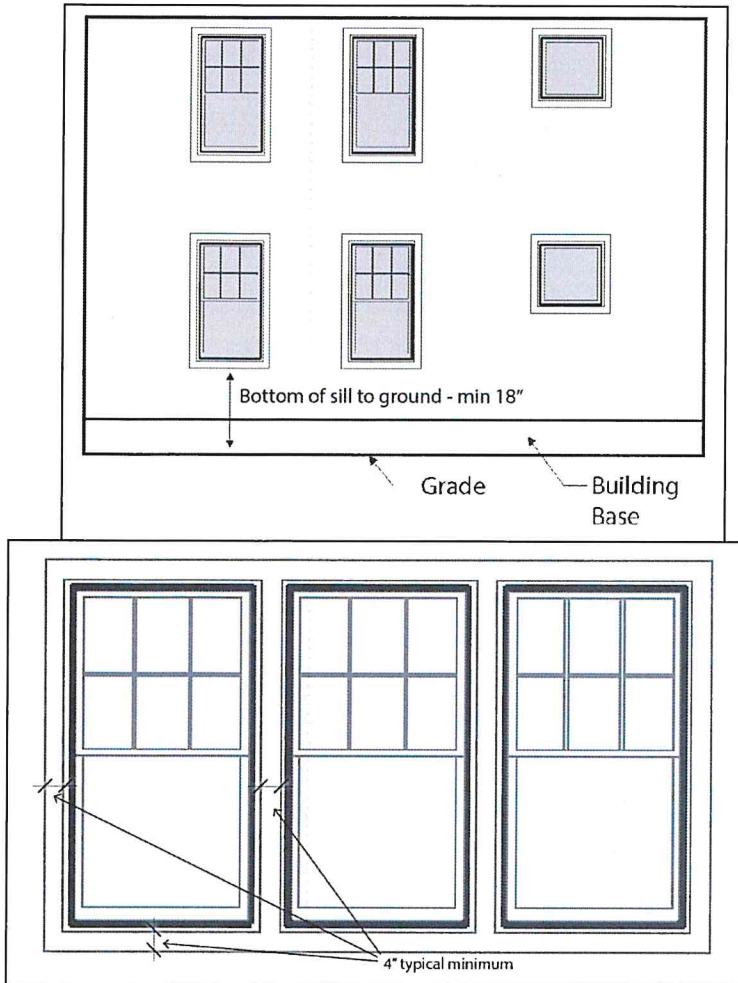 Bottom of sill to ground - min 18"
Grade
Building
Base
4" typical minimum